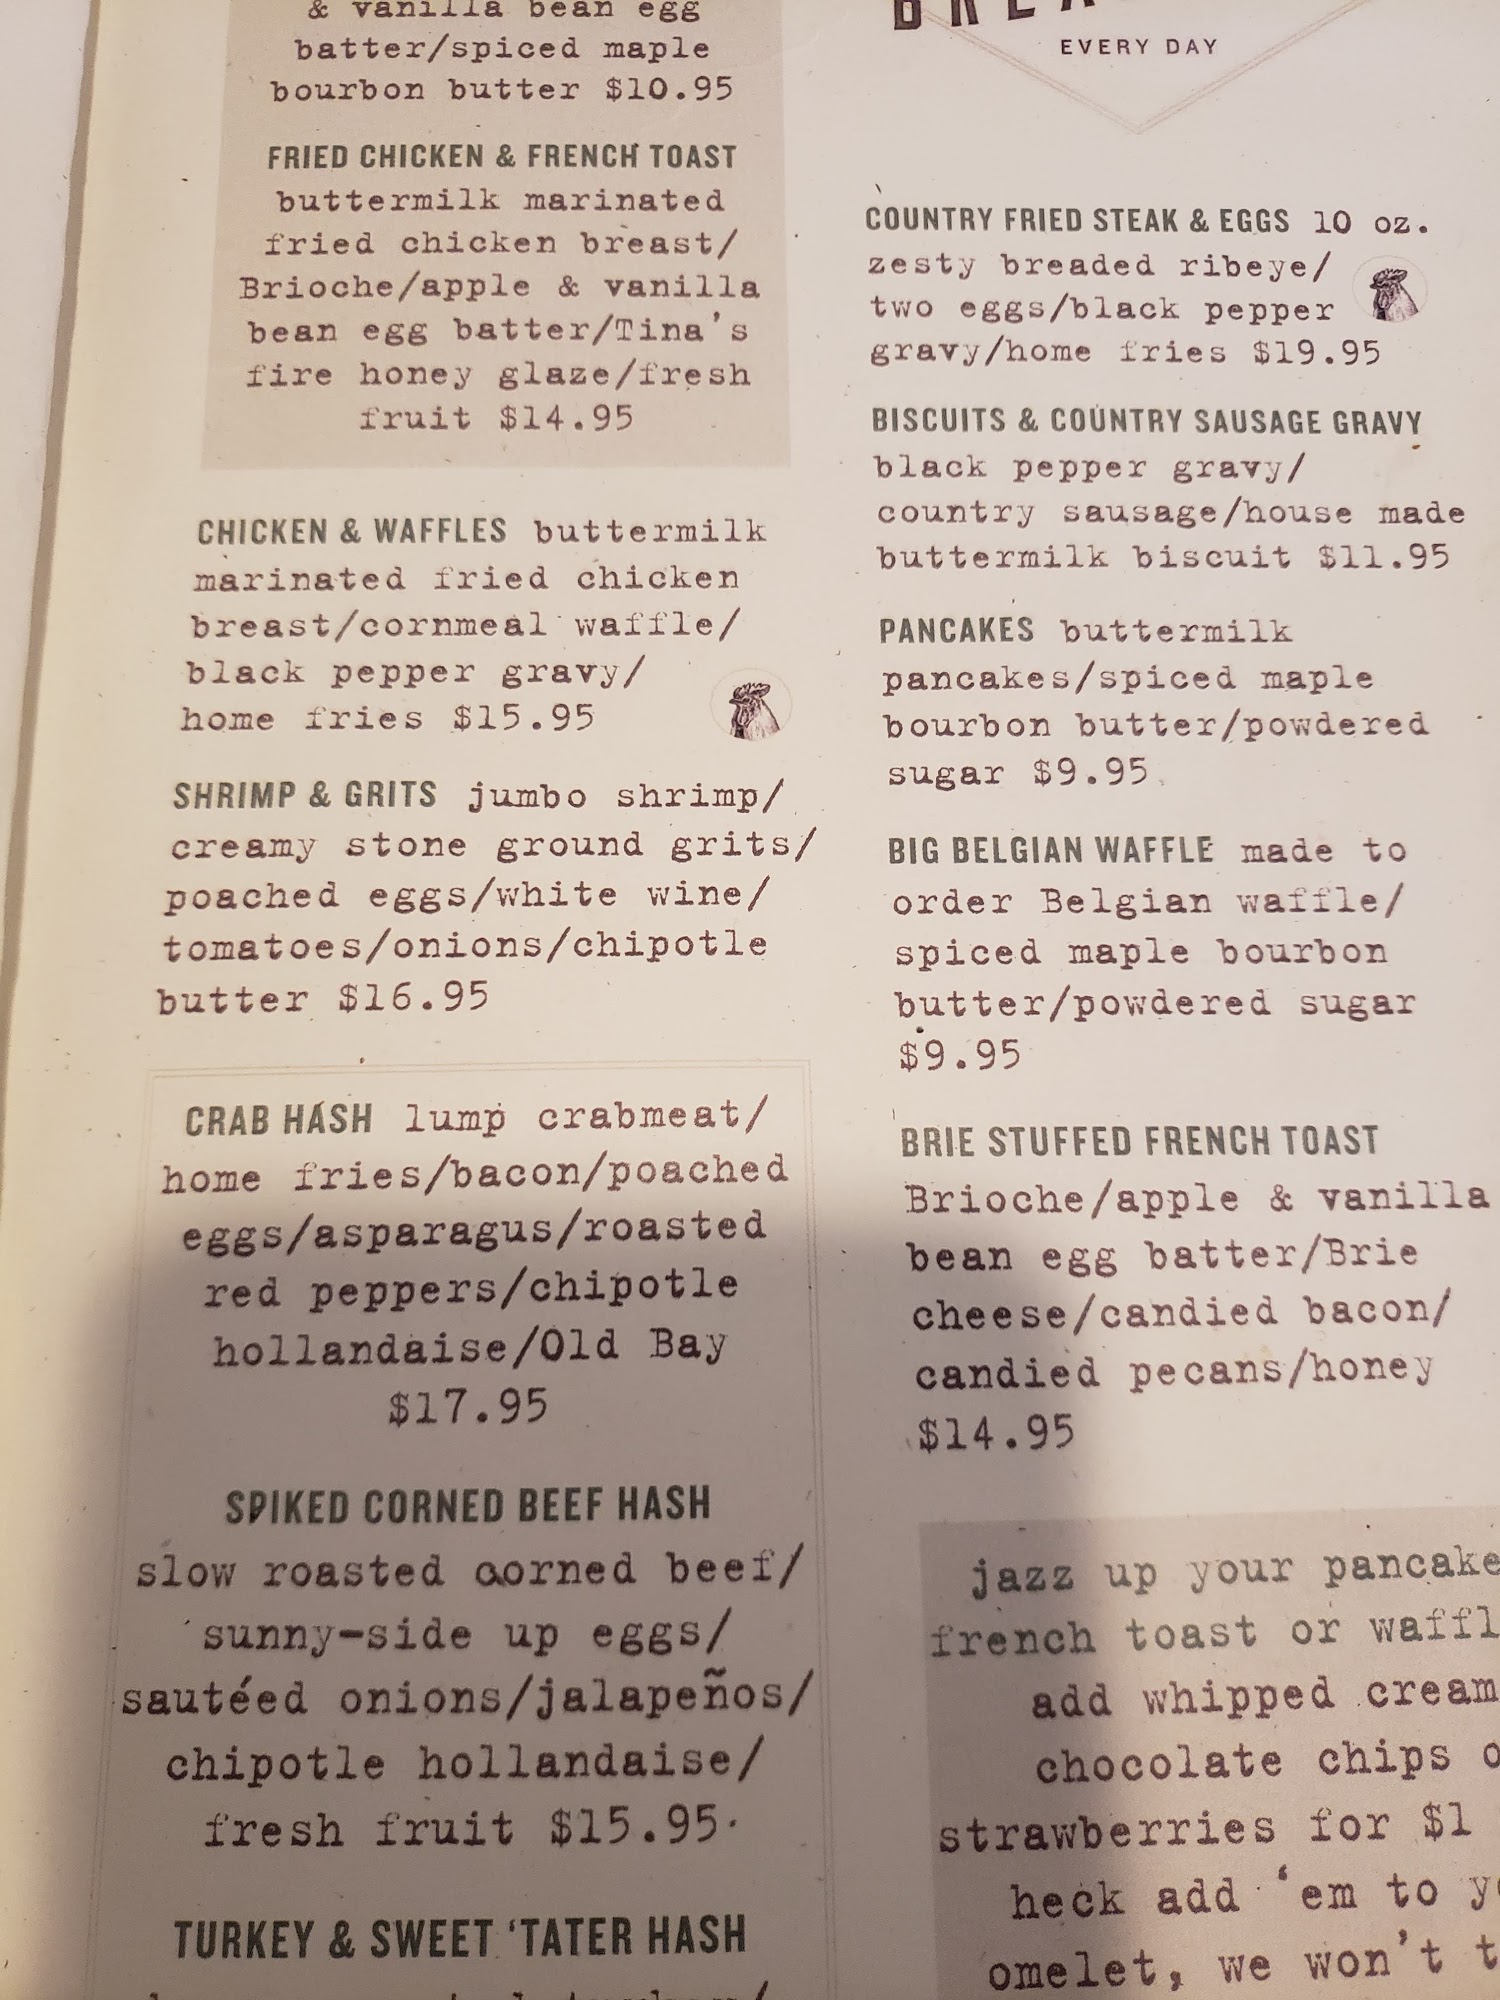 & vanilla bean egg
batter/spiced maple
bourbon butter $10.95
FRIED CHICKEN & FRENCH TOAST
buttermilk marinated
fried chicken breast/
Brioche/apple & vanilla
bean egg batter/Tina's
fire honey glaze/fresh
fruit $14.95
CHICKEN & WAFFLES buttermilk
marinated fried chicken
breast/cornmeal waffle/
black pepper gravy/
home fries $15.95
SHRIMP & GRITS jumbo shrimp/
creamy stone ground grits/
poached eggs/white wine/
tomatoes/onions/chipotle
butter $16.95
CRAB HASH lump crabmeat/
home fries/bacon/poached
eggs/asparagus/roasted
red peppers/chipotle
hollandaise/Old Bay
$17.95
SPIKED CORNED BEEF HASH
slow roasted corned beef/
sunny-side up eggs/
sautéed onions/jalapeños/
chipotle hollandaise/
fresh fruit $15.95
TURKEY & SWEET 'TATER HASH
EVERY DAY
COUNTRY FRIED STEAK & EGGS 10 oz.
zesty breaded ribeye/
two eggs/black pepper
gravy/home fries $19.95
BISCUITS & COUNTRY SAUSAGE GRAVY
black pepper gravy/
country sausage/house made
buttermilk biscuit $11.95
PANCAKES buttermilk
pancakes/spiced maple
bourbon butter/powdered
sugar $9.95
BIG BELGIAN WAFFLE made to
order Belgian waffle/
spiced maple bourbon
butter/powdered sugar
$9.95
BRIE STUFFED FRENCH TOAST
Brioche/apple & vanilla
bean egg batter/Brie
cheese/candied bacon/
candied pecans/honey
$14.95
jazz up your pancake
french toast or waffl
add whipped cream
chocolate chips o
strawberries for $1
heck add 'em to y
omelet, we won't t